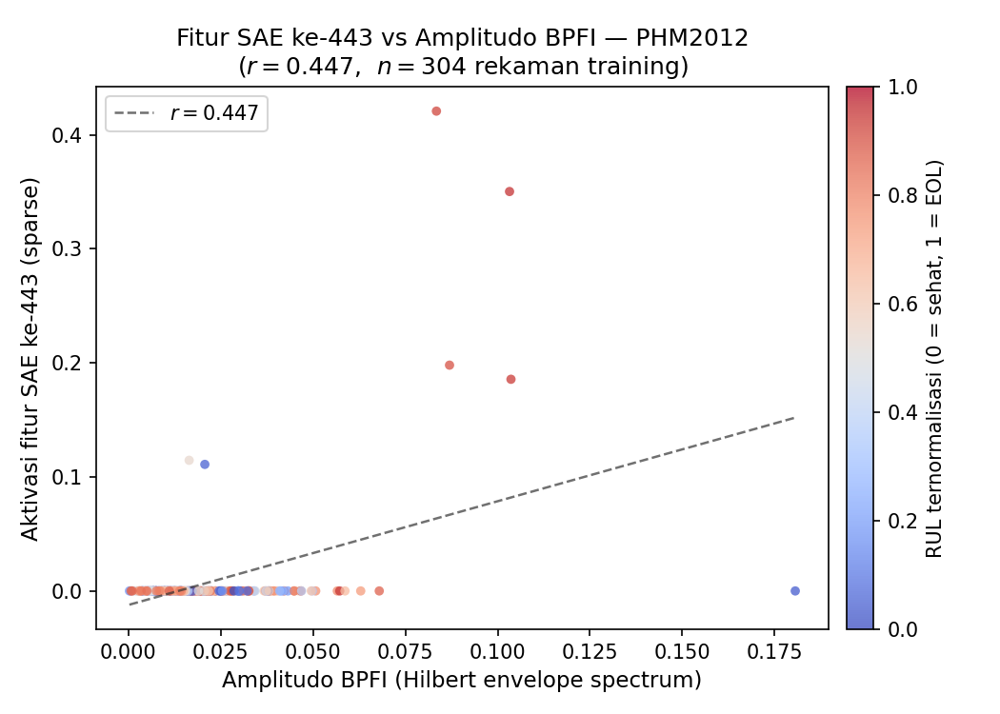 Fitur SAE ke-443 vs Amplitudo BPFI — PHM2012
(r = 0.447, n = 304 rekaman training)
r = 0.447
Aktivasi fitur SAE ke-443 (sparse)
0.4
0.3
0.2
0.1
0.0
0.000 0.025 0.050 0.075 0.100 0.125 0.150 0.175
Amplitudo BPFI (Hilbert envelope spectrum)
1.0
0.8
0.6
0.4
0.2
0.0
RUL ternormalisasi (0 = sehat, 1 = EOL)